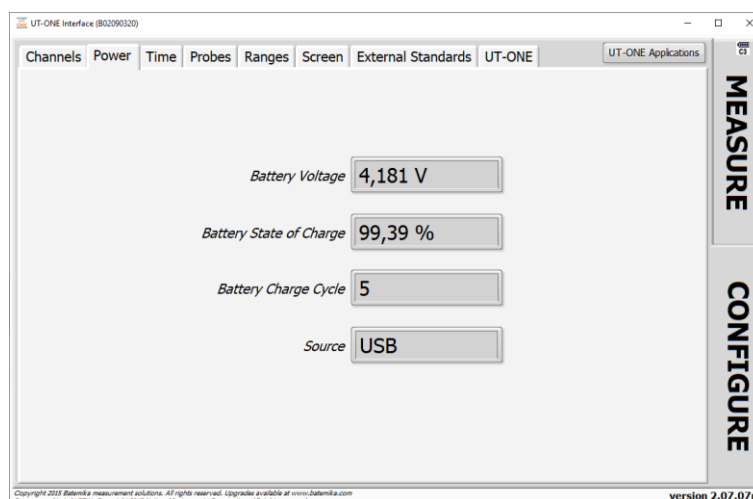 UT-ONE Interface (B02090320)
Channels Power Time Probes Ranges Screen External Standards UT-ONE
UT-ONE Applications
C3
MEASURE
Battery Voltage 4,181 V
Battery State of Charge 99,39 %
Battery Charge Cycle 5
Source USB
CONFIGURE
Copyright 2015 Batemika measurement solutions. All rights reserved. Upgrades available at www.batemika.com
version 2.07.07